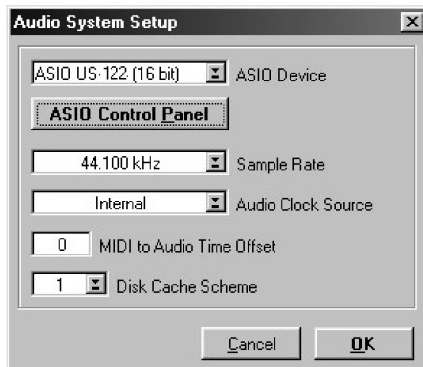 Audio System Setup
ASIO US-122 (16 bit) ASIO Device
ASIO Control Panel
44.100 kHz Sample Rate
Internal Audio Clock Source
0 MIDI to Audio Time Offset
1 Disk Cache Scheme
Cancel OK